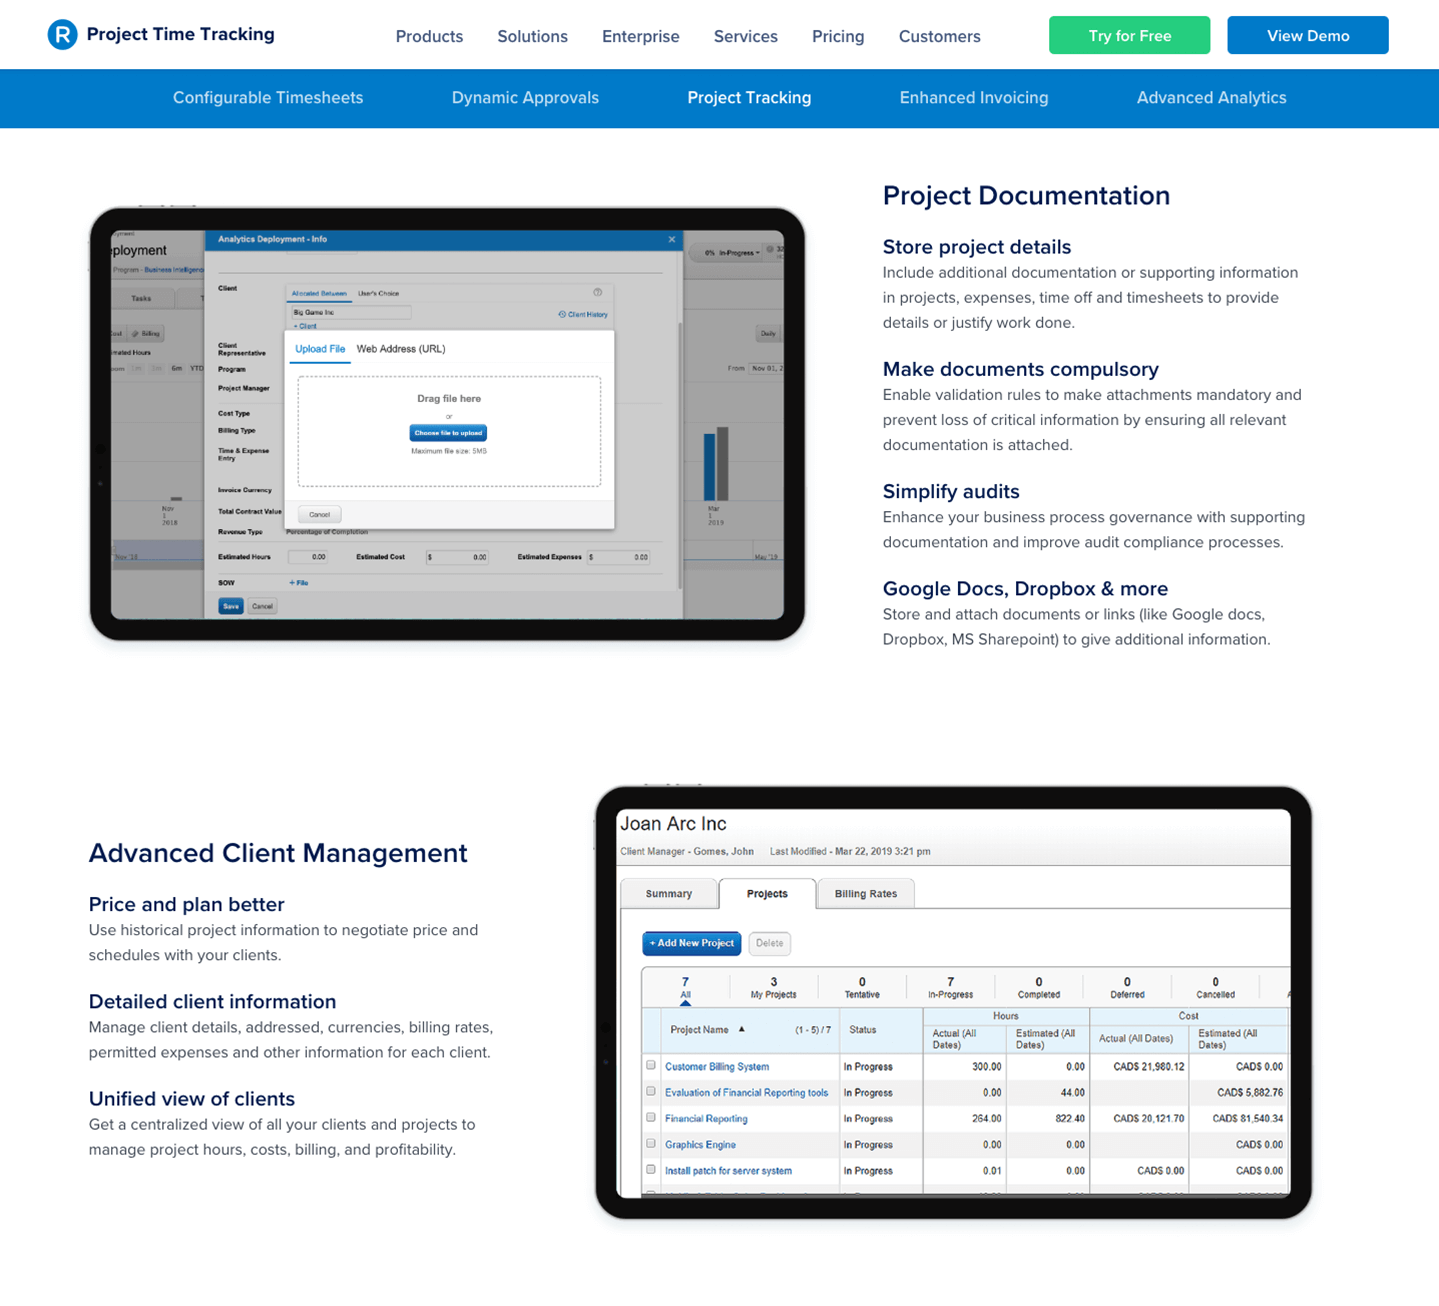 Project Time Tracking
Products Solutions Enterprise Services Pricing Customers
Try for Free View Demo
Configurable Timesheets Dynamic Approvals Project Tracking Enhanced Invoicing Advanced Analytics
Project Documentation
Store project details
Include additional documentation or supporting information
in projects, expenses, time off and timesheets to provide
details or justify work done.
Make documents compulsory
Enable validation rules to make attachments mandatory and
prevent loss of critical information by ensuring all relevant
documentation is attached.
Simplify audits
Enhance your business process governance with supporting
documentation and improve audit compliance processes.
Google Docs, Dropbox & more
Store and attach documents or links (like Google docs,
Dropbox, MS Sharepoint) to give additional information.
Analytics Deployment - Info
ployment
Program - Business Intelligence
0% In-Progress
Tasks
Billing
Daily
6m YTD
From Nov 01, 2
Client
Allocated Between User's Choice
Big Game Inc
Client History
+ Client
Client
Representative
Program
Project Manager
Cost Type
Billing Type
Time & Expense
Entry
Invoice Currency
Total Contract Value
Revenue Type Percentage of Completion
Upload File Web Address (URL)
Drag file here
or
Choose file to upload
Maximum file size: 5MB
Cancel
Nov
1
2018
Mar
1
2019
Nov '18
May '19
Estimated Hours 0.00 Estimated Cost $ 0.00 Estimated Expenses $ 0.00
SOW + File
Save Cancel
Advanced Client Management
Price and plan better
Use historical project information to negotiate price and
schedules with your clients.
Detailed client information
Manage client details, addressed, currencies, billing rates,
permitted expenses and other information for each client.
Unified view of clients
Get a centralized view of all your clients and projects to
manage project hours, costs, billing, and profitability.
Joan Arc Inc
Client Manager - Gomes, John Last Modified - Mar 22, 2019 3:21 pm
Summary Projects Billing Rates
+ Add New Project Delete
7 3 0 7 0 0 0
All My Projects Tentative In-Progress Completed Deferred Cancelled
Hours Cost
Project Name ▲ (1 - 5) / 7 Status Actual (All Dates) Estimated (All Dates) Actual (All Dates) Estimated (All Dates)
Customer Billing System In Progress 300.00 0.00 CAD$ 21,980.12 CAD$ 0.00
Evaluation of Financial Reporting tools In Progress 0.00 44.00 CAD$ 5,882.76
Financial Reporting In Progress 264.00 822.40 CAD$ 20,121.70 CAD$ 81,540.34
Graphics Engine In Progress 0.00 0.00 CAD$ 0.00
Install patch for server system In Progress 0.01 0.00 CAD$ 0.00 CAD$ 0.00